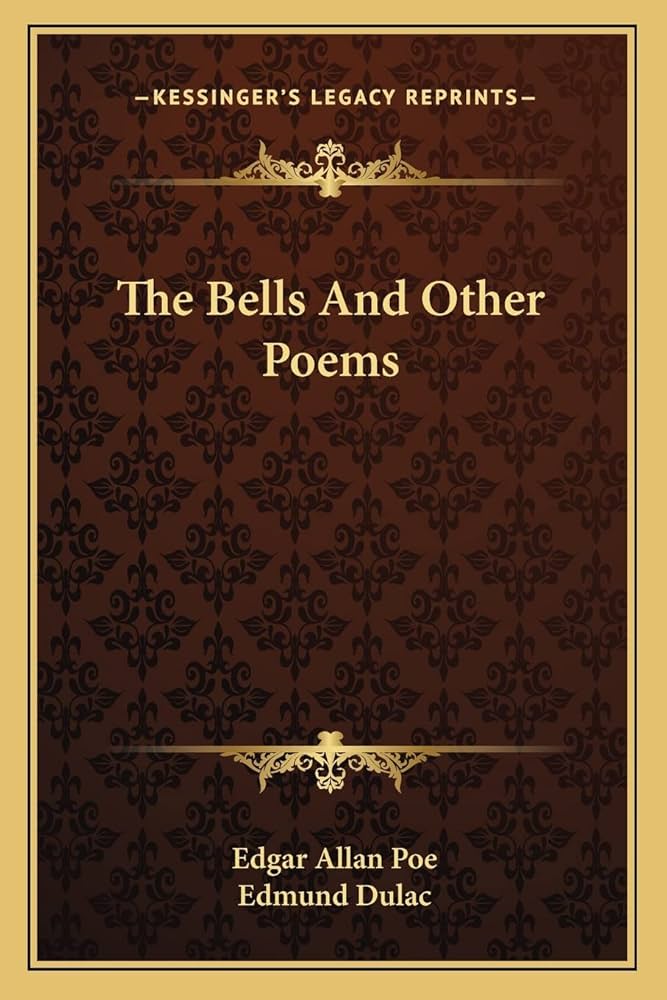 –KESSINGER'S LEGACY REPRINTS–
The Bells And Other
Poems
Edgar Allan Poe
Edmund Dulac